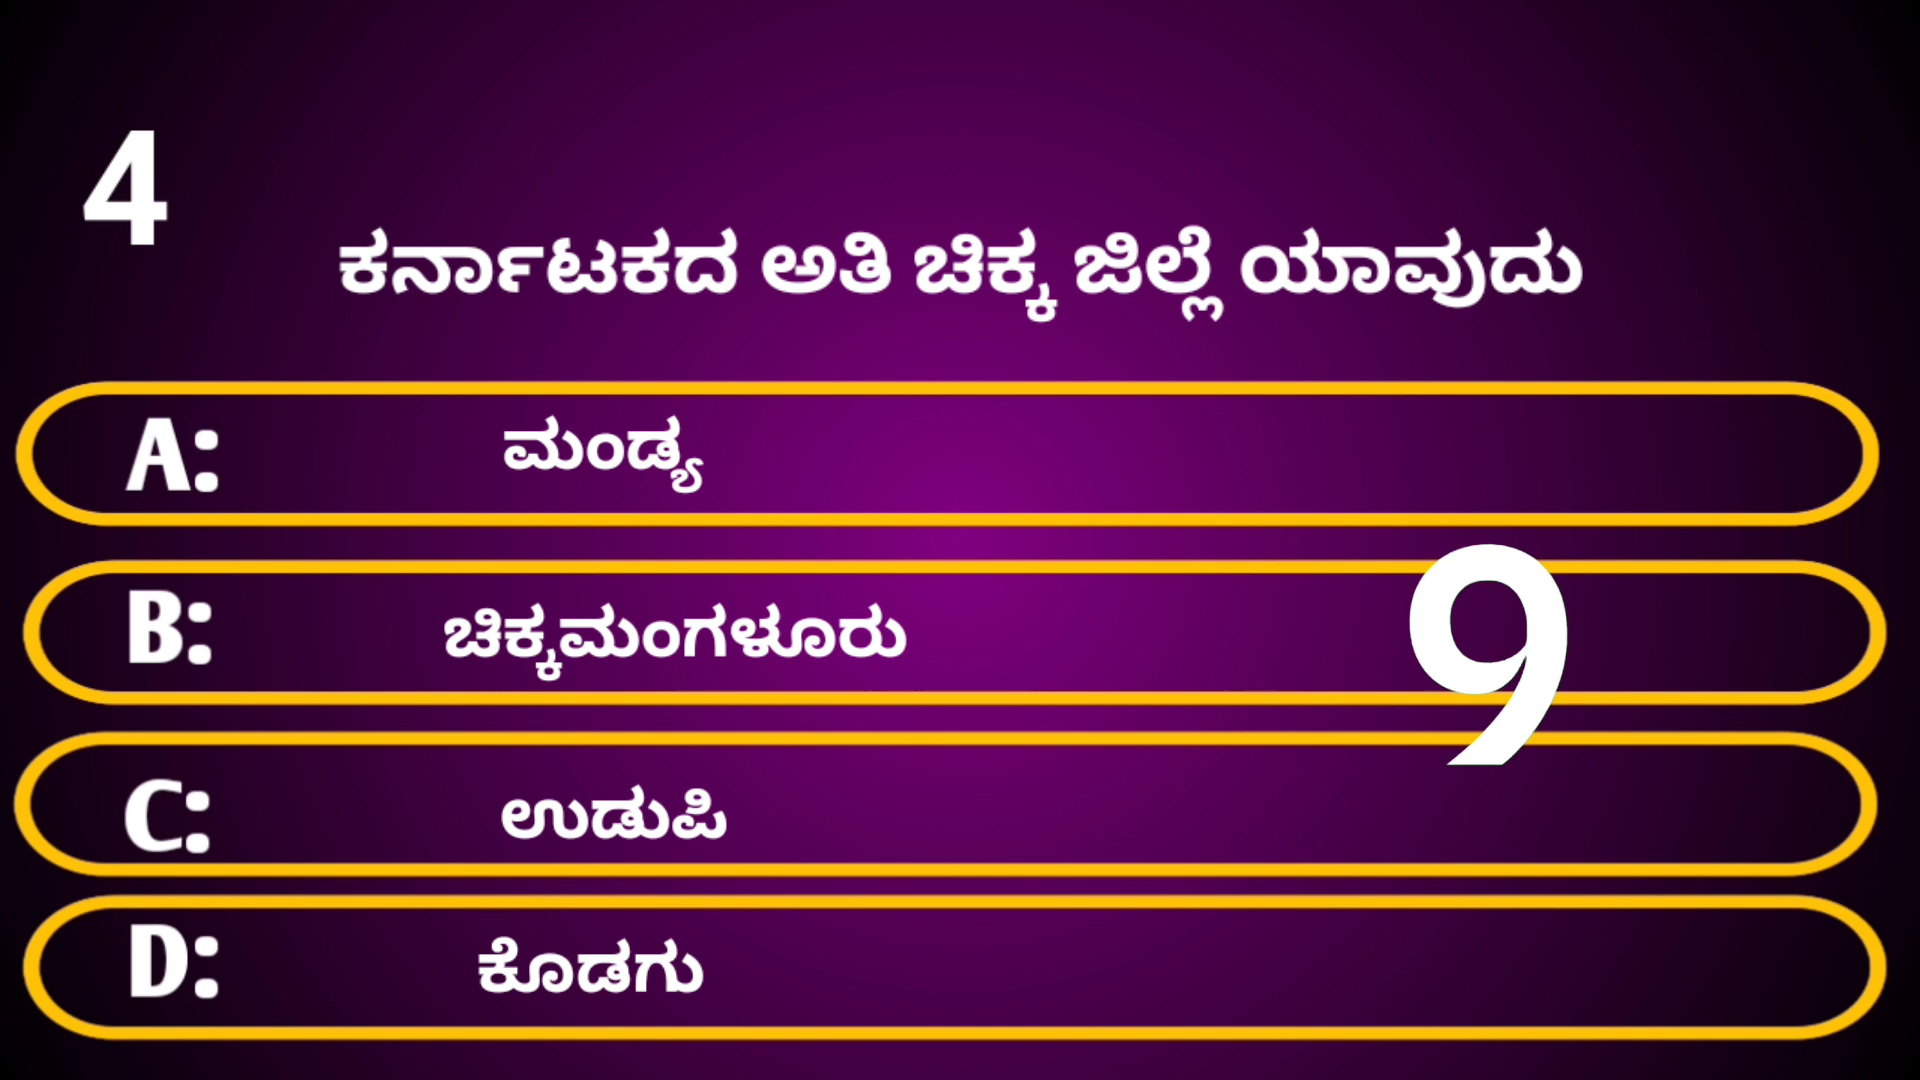 4
ಕರ್ನಾಟಕದ ಅತಿ ಚಿಕ್ಕ ಜಿಲ್ಲೆ ಯಾವುದು
A: ಮಂಡ್ಯ
B: ಚಿಕ್ಕಮಂಗಳೂರು
9
C: ಉಡುಪಿ
D: ಕೊಡಗು